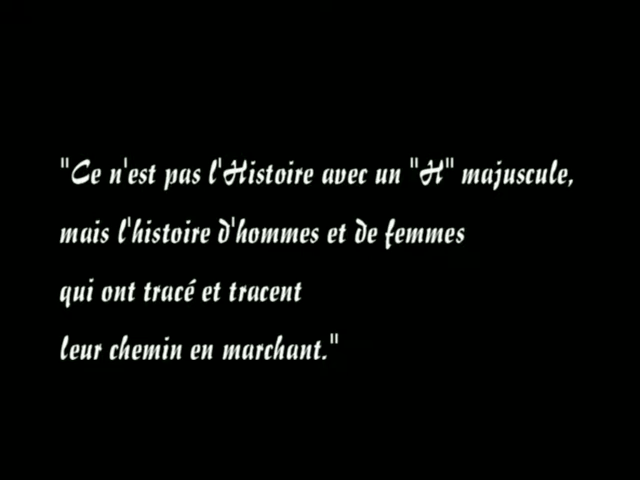 "Ce n'est pas l'Histoire avec un "H" majuscule,
mais l'histoire d'hommes et de femmes
qui ont tracé et tracent
leur chemin en marchant."